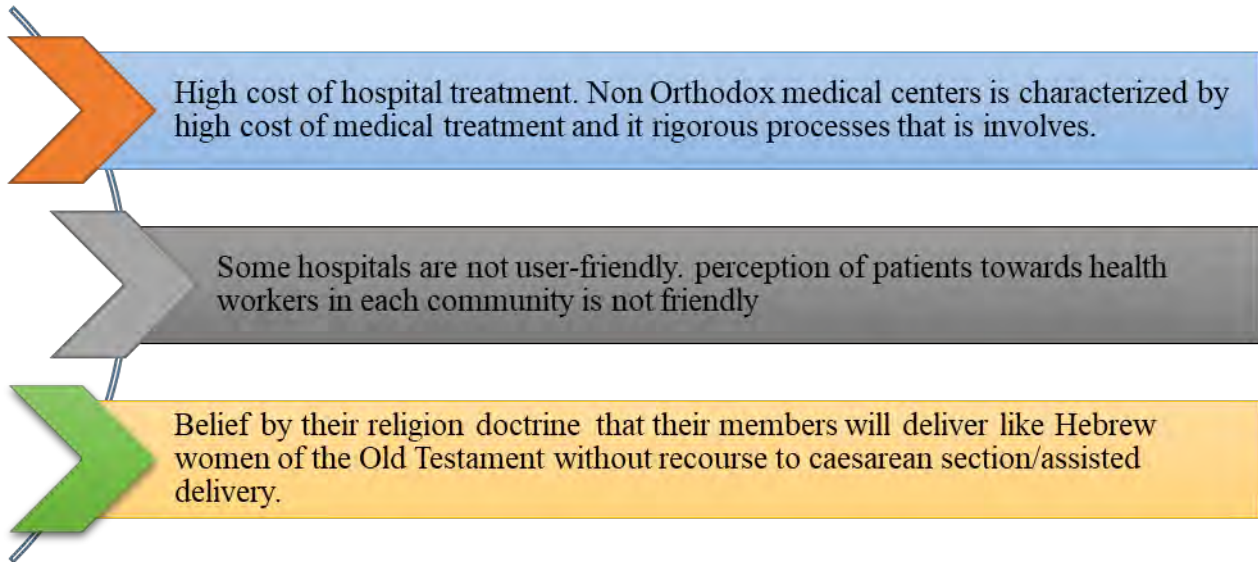 High cost of hospital treatment. Non Orthodox medical centers is characterized by
high cost of medical treatment and it rigorous processes that is involves.
Some hospitals are not user-friendly. perception of patients towards health
workers in each community is not friendly
Belief by their religion doctrine that their members will deliver like Hebrew
women of the Old Testament without recourse to caesarean section/assisted
delivery.